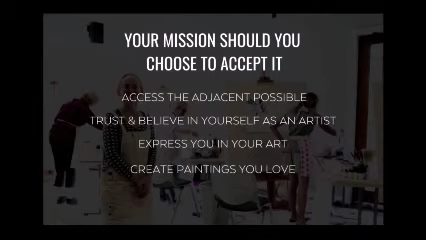 YOUR MISSION SHOULD YOU
CHOOSE TO ACCEPT IT
ACCESS THE ADJACENT POSSIBLE
TRUST & BELIEVE IN YOURSELF AS AN ARTIST
EXPRESS YOU IN YOUR ART
CREATE PAINTINGS YOU LOVE